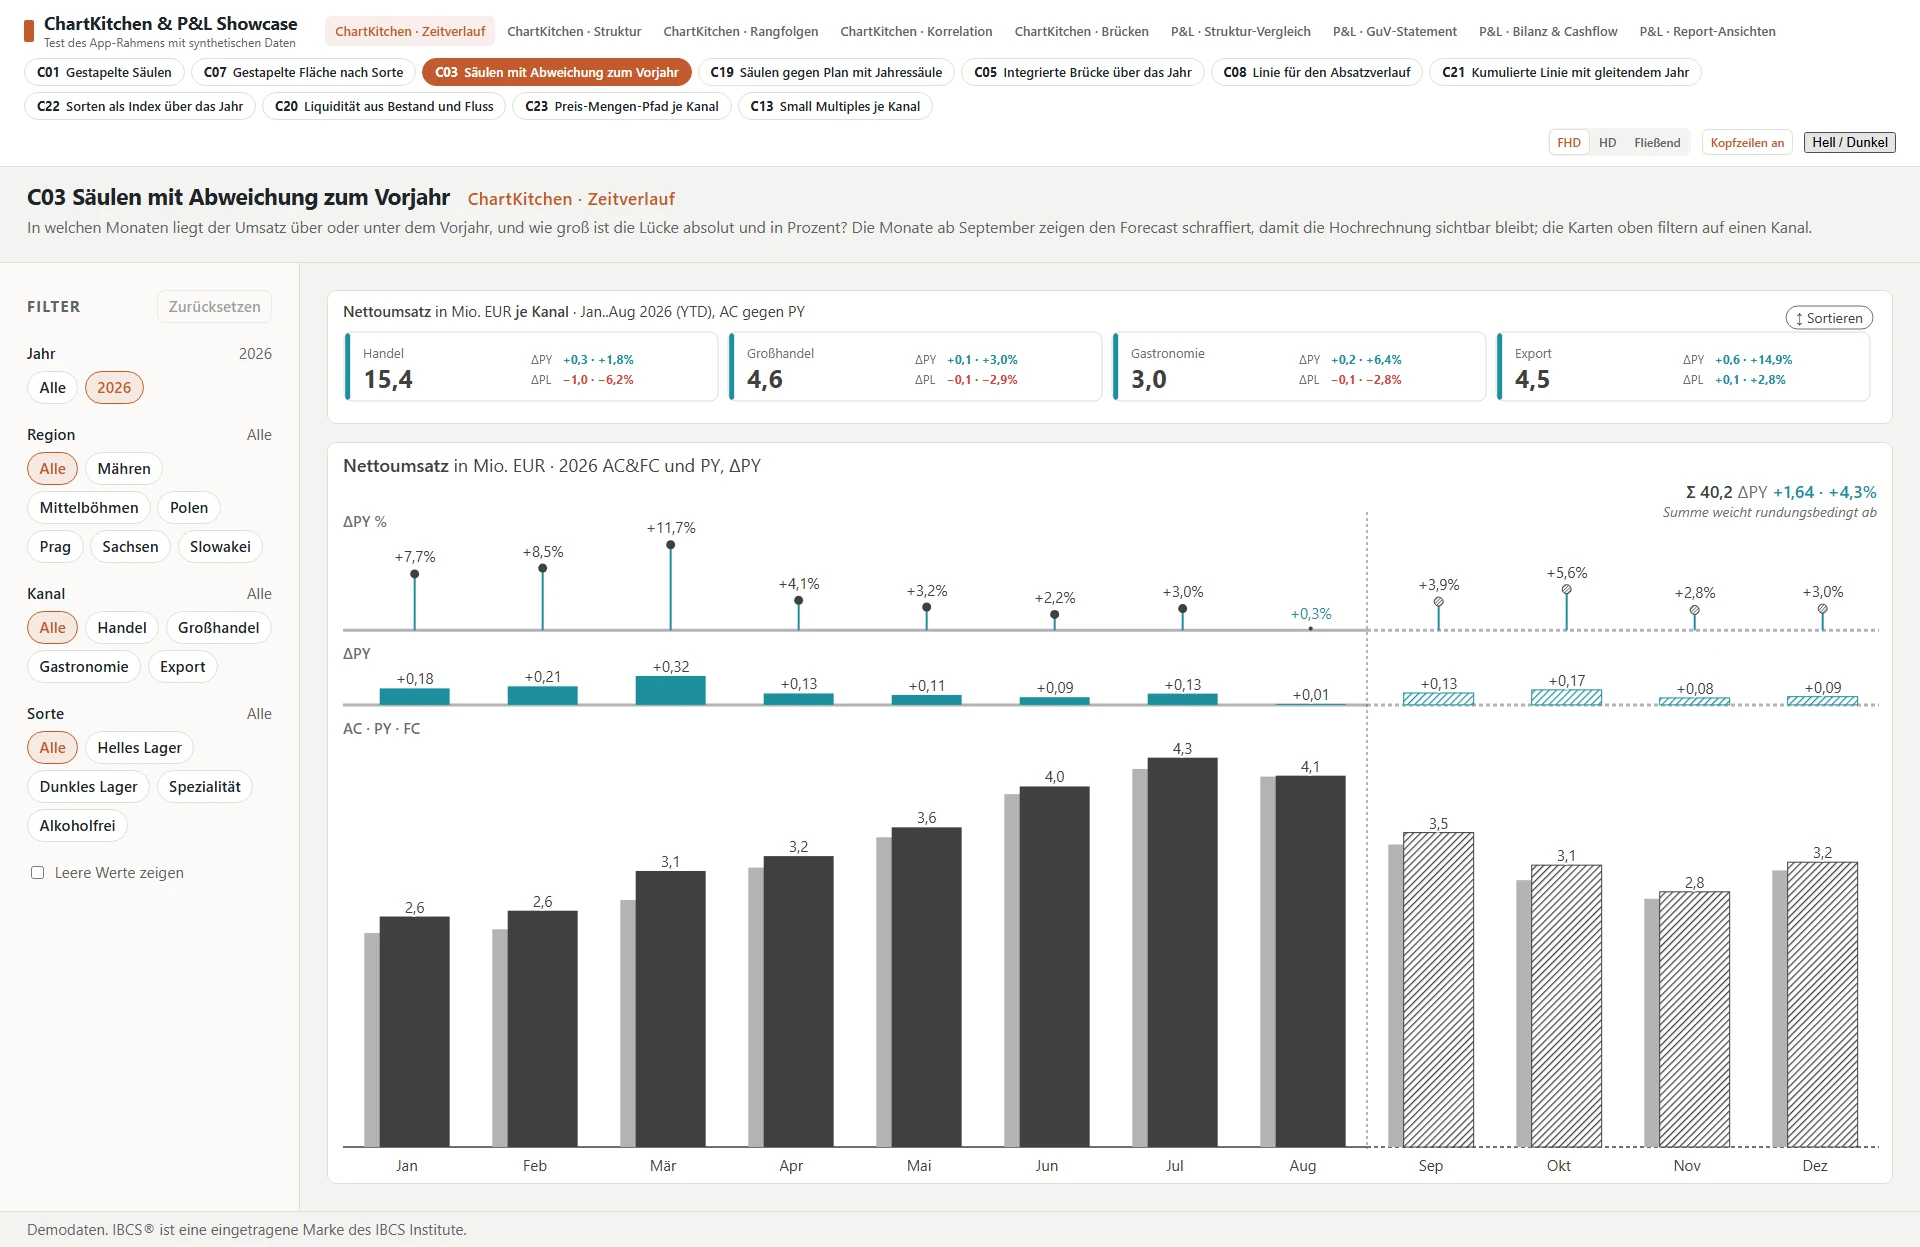 ChartKitchen & P&L Showcase
Test des App-Rahmens mit synthetischen Daten
ChartKitchen · Zeitverlauf
ChartKitchen · Struktur
ChartKitchen · Rangfolgen
ChartKitchen · Korrelation
ChartKitchen · Brücken
P&L · Struktur-Vergleich
P&L · GuV-Statement
P&L · Bilanz & Cashflow
P&L · Report-Ansichten
C01 Gestapelte Säulen
C07 Gestapelte Fläche nach Sorte
C03 Säulen mit Abweichung zum Vorjahr
C19 Säulen gegen Plan mit Jahressäule
C05 Integrierte Brücke über das Jahr
C08 Linie für den Absatzverlauf
C21 Kumulierte Linie mit gleitendem Jahr
C22 Sorten als Index über das Jahr
C20 Liquidität aus Bestand und Fluss
C23 Preis-Mengen-Pfad je Kanal
C13 Small Multiples je Kanal
FHD HD Fließend
Kopfzeilen an
Hell / Dunkel
C03 Säulen mit Abweichung zum Vorjahr ChartKitchen · Zeitverlauf
In welchen Monaten liegt der Umsatz über oder unter dem Vorjahr, und wie groß ist die Lücke absolut und in Prozent? Die Monate ab September zeigen den Forecast schraffiert, damit die Hochrechnung sichtbar bleibt; die Karten oben filtern auf einen Kanal.
FILTER Zurücksetzen
Jahr 2026
Alle 2026
Region Alle
Alle Mähren
Mittelböhmen Polen
Prag Sachsen Slowakei
Kanal Alle
Alle Handel Großhandel
Gastronomie Export
Sorte Alle
Alle Helles Lager
Dunkles Lager Spezialität
Alkoholfrei
Leere Werte zeigen
Nettoumsatz in Mio. EUR je Kanal · Jan..Aug 2026 (YTD), AC gegen PY
↕ Sortieren
Handel
15,4
ΔPY +0,3 · +1,8%
ΔPL −1,0 · −6,2%
Großhandel
4,6
ΔPY +0,1 · +3,0%
ΔPL −0,1 · −2,9%
Gastronomie
3,0
ΔPY +0,2 · +6,4%
ΔPL −0,1 · −2,8%
Export
4,5
ΔPY +0,6 · +14,9%
ΔPL +0,1 · +2,8%
Nettoumsatz in Mio. EUR · 2026 AC&FC und PY, ΔPY
Σ 40,2 ΔPY +1,64 · +4,3%
Summe weicht rundungsbedingt ab
ΔPY %
+7,7% +8,5% +11,7% +4,1% +3,2% +2,2% +3,0% +0,3% +3,9% +5,6% +2,8% +3,0%
ΔPY
+0,18 +0,21 +0,32 +0,13 +0,11 +0,09 +0,13 +0,01 +0,13 +0,17 +0,08 +0,09
AC · PY · FC
2,6 2,6 3,1 3,2 3,6 4,0 4,3 4,1 3,5 3,1 2,8 3,2
Jan Feb Mär Apr Mai Jun Jul Aug Sep Okt Nov Dez
Demodaten. IBCS® ist eine eingetragene Marke des IBCS Institute.